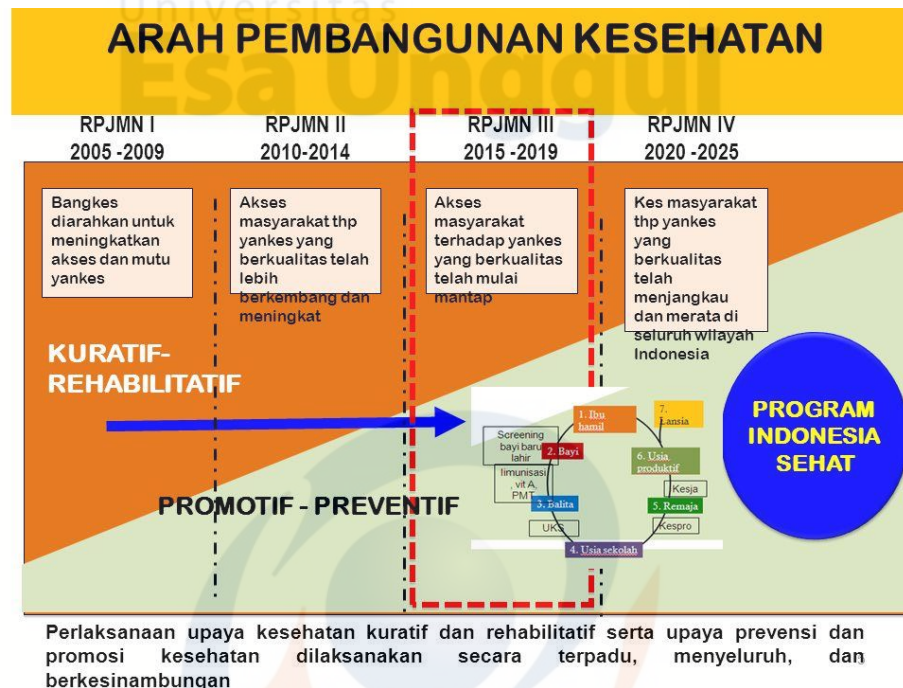 Universitas
Esa Unggul
ARAH PEMBANGUNAN KESEHATAN
RPJMN I
2005 -2009
RPJMN II
2010-2014
RPJMN III
2015-2019
RPJMN IV
2020 -2025
Bangkes
diarahkan untuk
meningkatkan
akses dan mutu
yankes
Akses
masyarakat thp
yankes yang
berkualitas telah
lebih
berkembang dan
meningkat
Akses
masyarakat
terhadap yankes
yang berkualitas
telah mulai
mantap
Kes masyarakat
thp yankes
yang
berkualitas
telah
menjangkau
dan merata di
seluruh wilayah
Indonesia
KURATIF-
REHABILITATIF
PROMOTIF - PREVENTIF
1. Ibu
hamil
7.
Lansia
Screening
bayi baru
lahir
2. Bayi
6. Usia
produktif
Iimunisasi
, vit A,
PMT
Kesja
3. Balita
5. Remaja
UKS
Kespro
4. Usia sekolah
PROGRAM
INDONESIA
SEHAT
Perlaksanaan upaya kesehatan kuratif dan rehabilitatif serta upaya prevensi dan
promosi kesehatan dilaksanakan secara terpadu, menyeluruh, dan
berkesinambungan